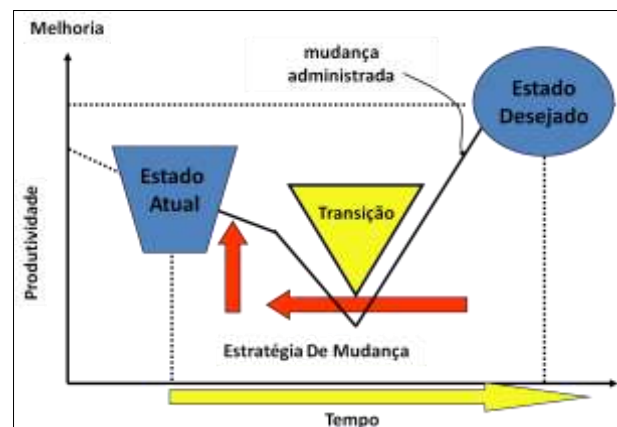 Melhoria
mudança
administrada
Estado
Desejado
Estado
Atual
Transição
Produtividade
Estratégia De Mudança
Tempo